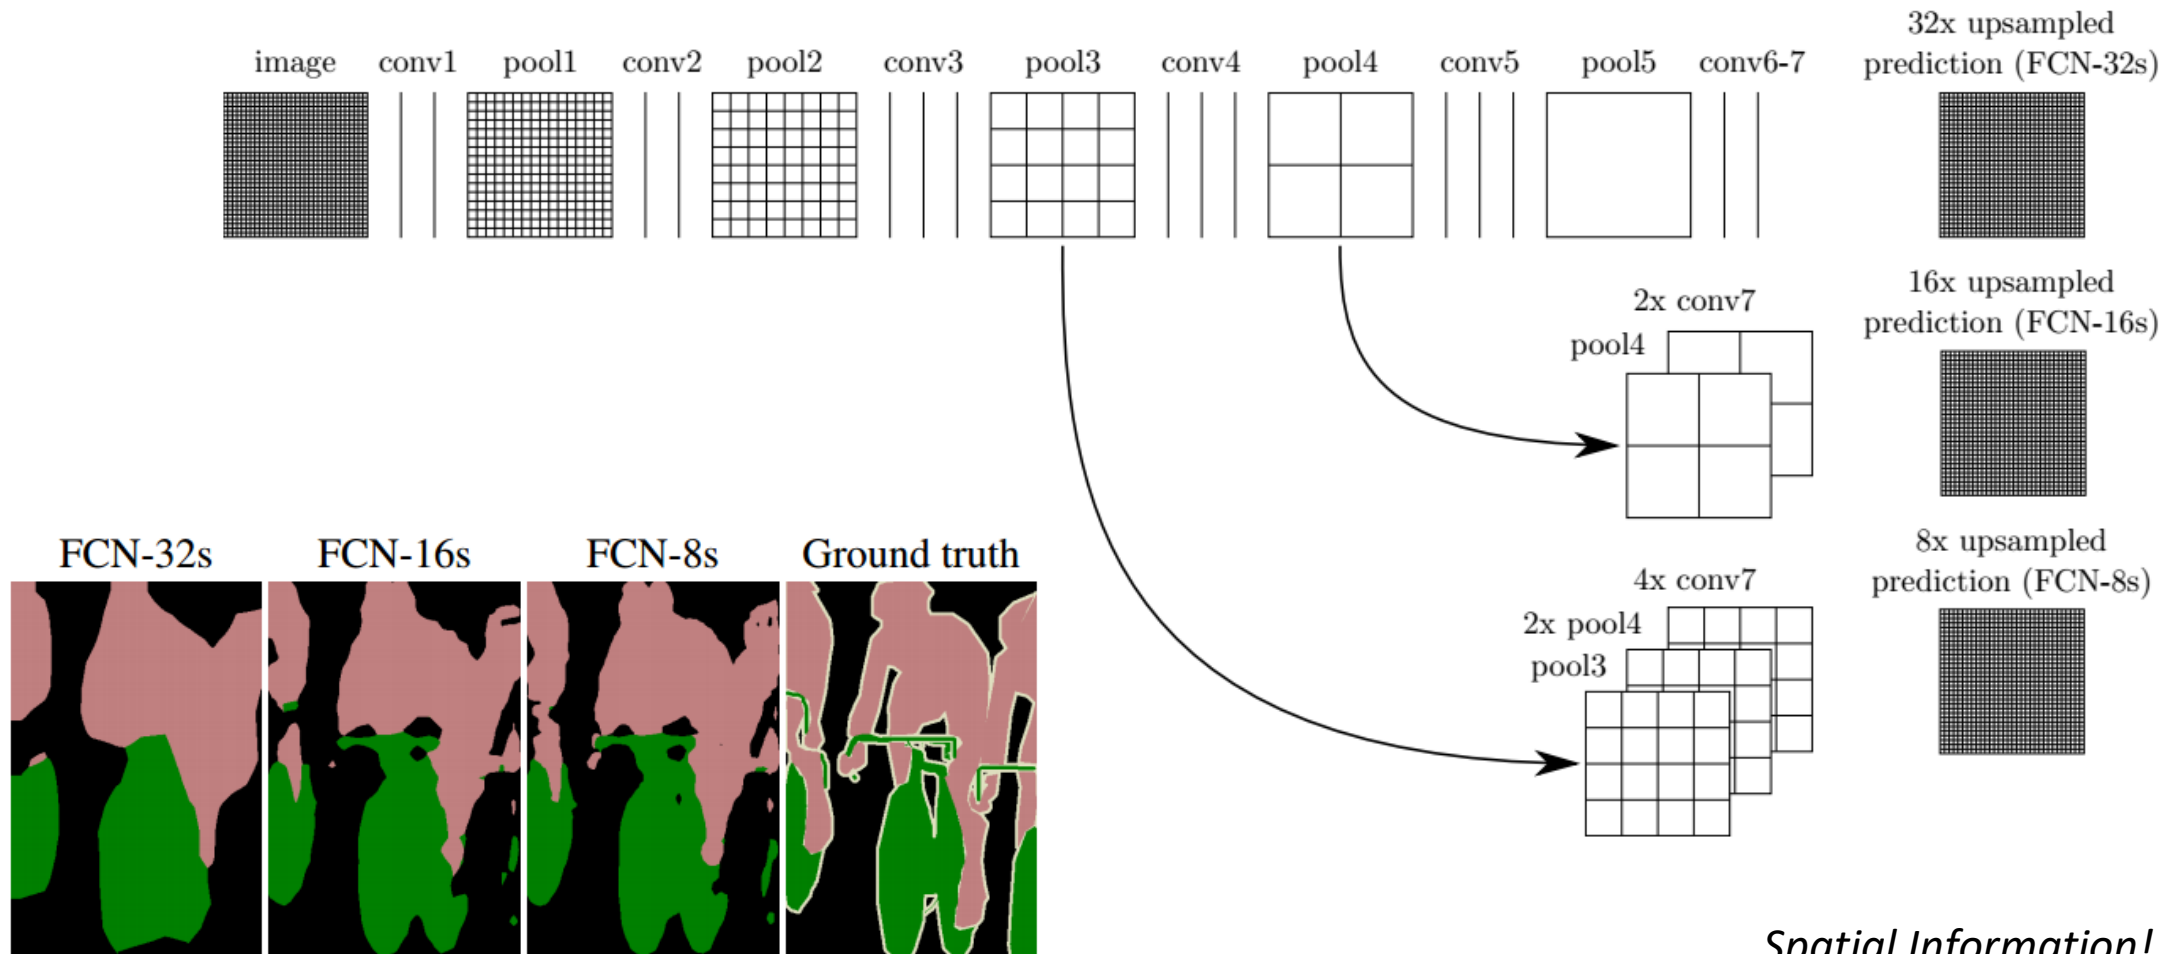 image conv1 pool1 conv2 pool2 conv3 pool3 conv4 pool4 conv5 pool5 conv6-7
32x upsampled
prediction (FCN-32s)
16x upsampled
prediction (FCN-16s)
2x conv7
pool4
8x upsampled
prediction (FCN-8s)
4x conv7
2x pool4
pool3
FCN-32s FCN-16s FCN-8s Ground truth
Spatial Information!